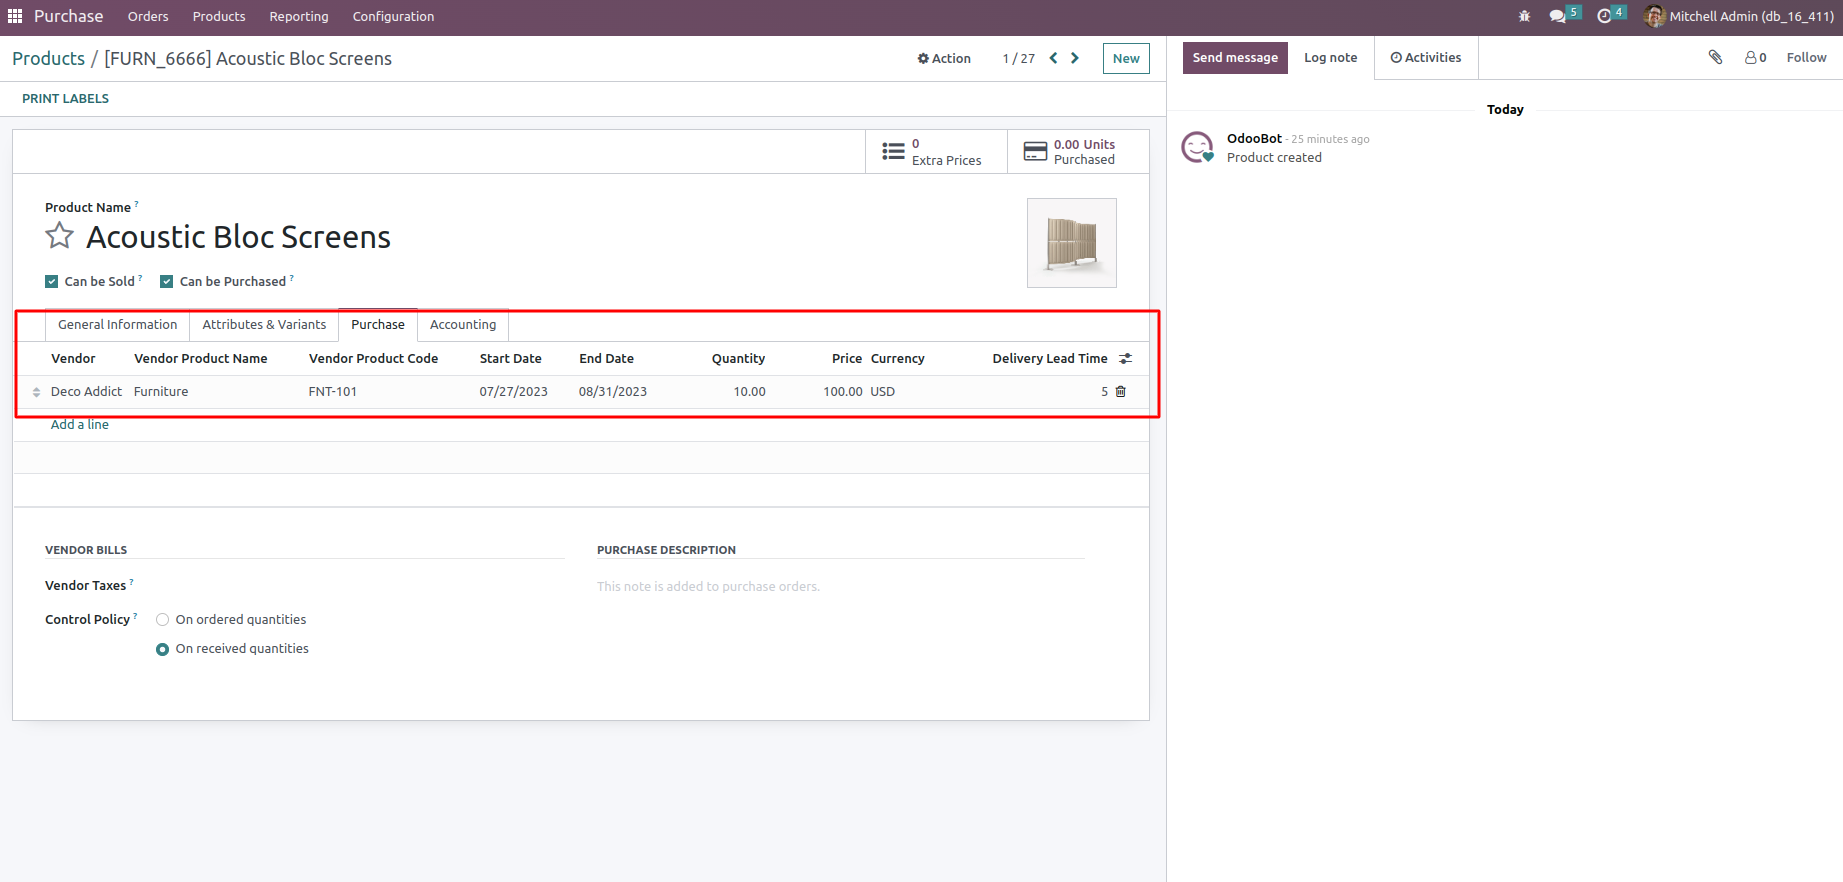 Purchase Orders Products Reporting Configuration 5 4 Mitchell Admin (db_16_411)
Products / [FURN_6666] Acoustic Bloc Screens Action 1 / 27 New
PRINT LABELS
0 Extra Prices
0.00 Units Purchased
Product Name ?
Acoustic Bloc Screens
Can be Sold ? Can be Purchased ?
General Information Attributes & Variants Purchase Accounting
Vendor Vendor Product Name Vendor Product Code Start Date End Date Quantity Price Currency Delivery Lead Time
Deco Addict Furniture FNT-101 07/27/2023 08/31/2023 10.00 100.00 USD 5
Add a line
VENDOR BILLS PURCHASE DESCRIPTION
Vendor Taxes ? This note is added to purchase orders.
Control Policy ? On ordered quantities
On received quantities
Send message Log note Activities 0 Follow
Today
OdooBot - 25 minutes ago
Product created